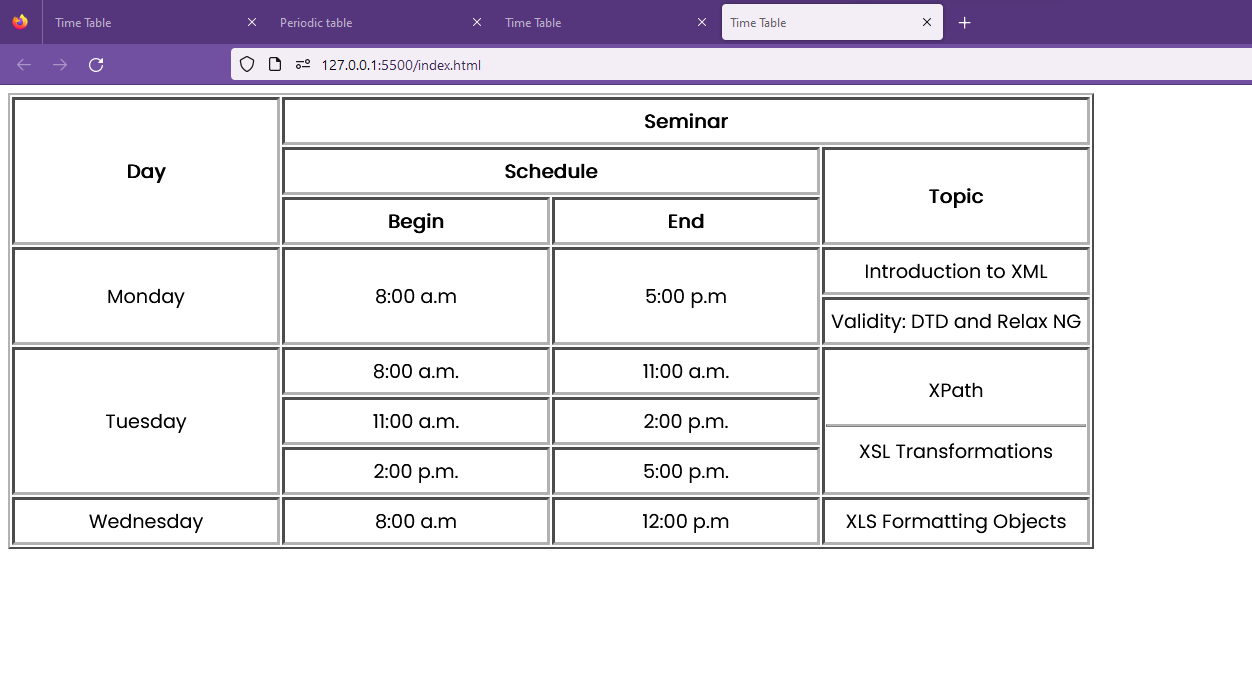 Time Table
Periodic table
Time Table
Time Table
127.0.0.1:5500/index.html
Seminar
Day
Schedule
Topic
Begin
End
Introduction to XML
Monday
8:00 a.m
5:00 p.m
Validity: DTD and Relax NG
8:00 a.m.
11:00 a.m.
XPath
Tuesday
11:00 a.m.
2:00 p.m.
XSL Transformations
2:00 p.m.
5:00 p.m.
Wednesday
8:00 a.m
12:00 p.m
XLS Formatting Objects